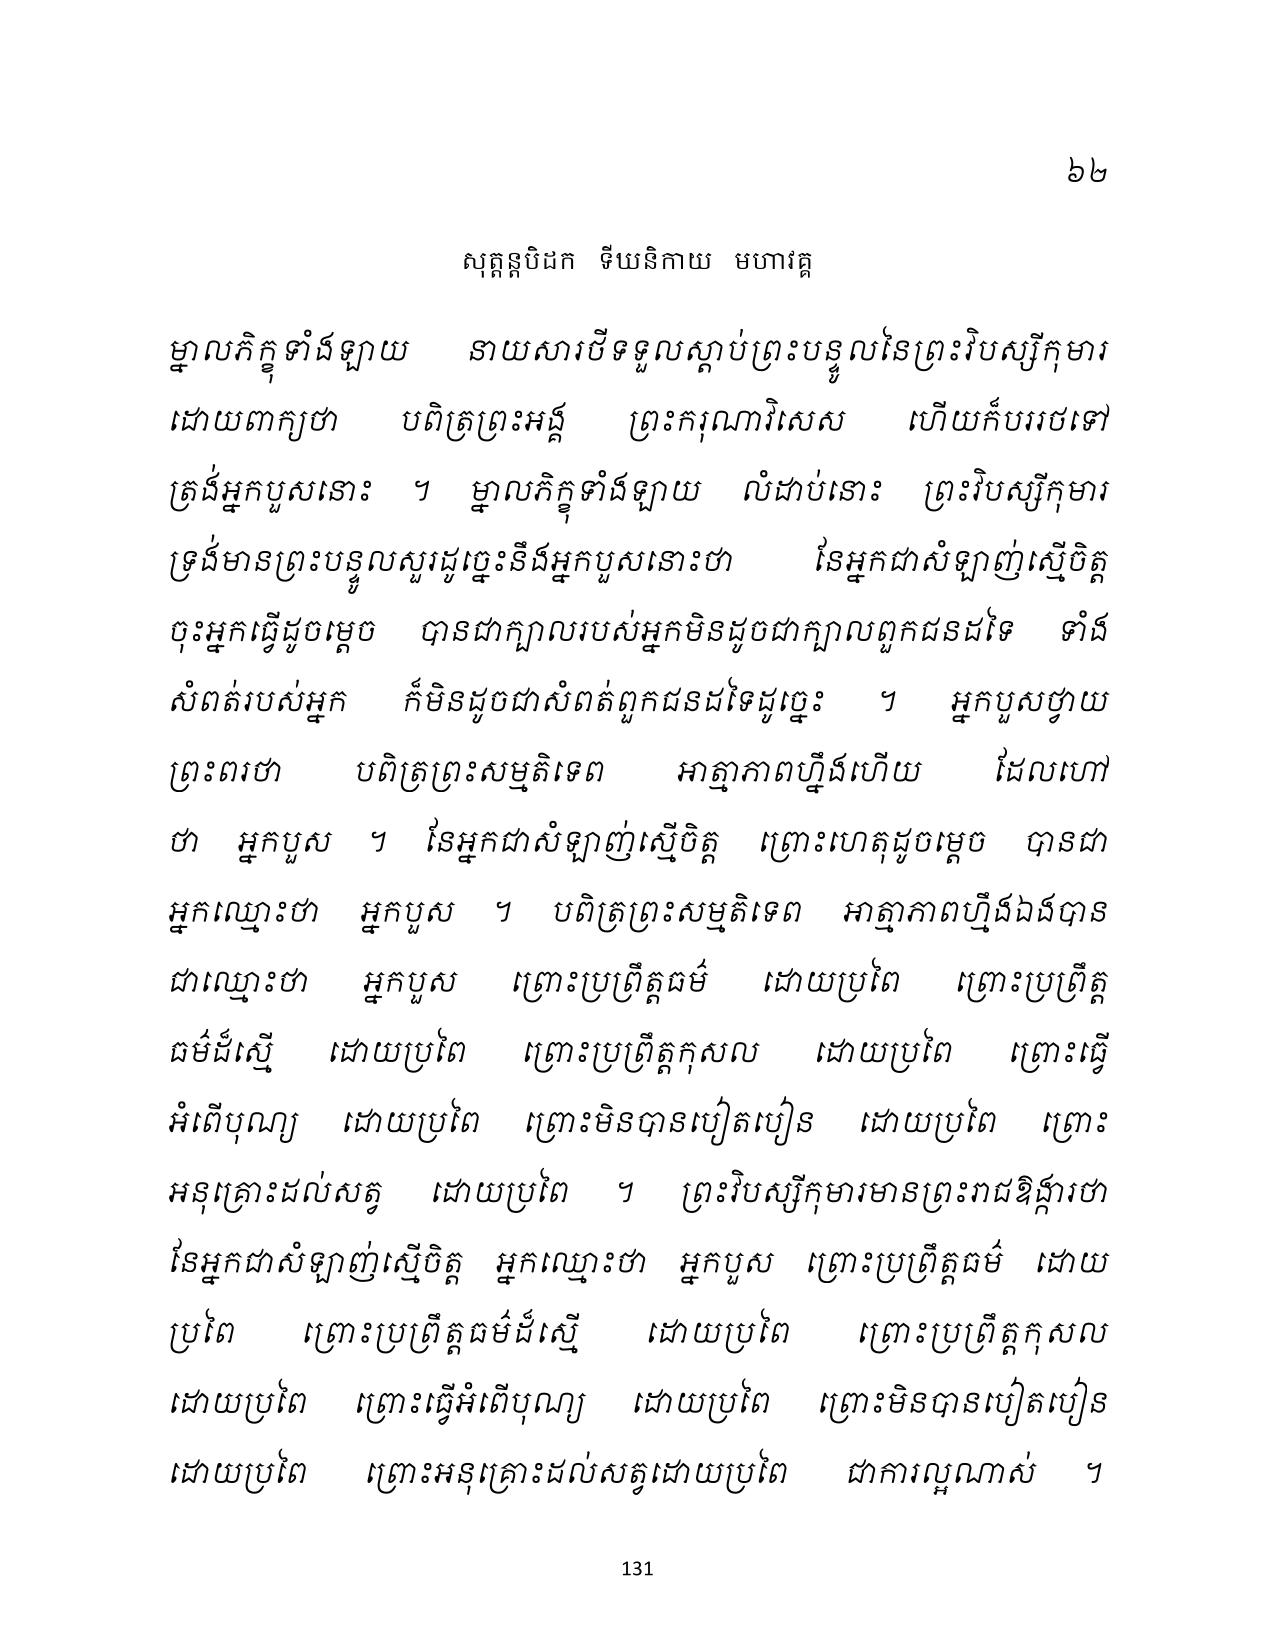 ៦២
សុត្តន្តបិដក ទីឃនិកាយ មហាវគ្គ
ម្នាលភិក្ខុទាំងឡាយ នាយសារថីទទួលស្តាប់ព្រះបន្ទូលនៃព្រះវិបស្សីកុមារ
ដោយពាក្យថា បពិត្រព្រះអង្គ ព្រះករុណាវិសេស ហើយក៏បររថទៅ
ត្រង់អ្នកបួសនោះ ។ ម្នាលភិក្ខុទាំងឡាយ លំដាប់នោះ ព្រះវិបស្សីកុមារ
ទ្រង់មានព្រះបន្ទូលសួរដូច្នេះនឹងអ្នកបួសនោះថា នែអ្នកជាសំឡាញ់ស្មើចិត្ត
ចុះអ្នកធ្វើដូចម្តេច បានជាក្បាលរបស់អ្នកមិនដូចជាក្បាលពួកជនដទៃ ទាំង
សំពត់របស់អ្នក ក៏មិនដូចជាសំពត់ពួកជនដទៃដូច្នេះ ។ អ្នកបួសថ្វាយ
ព្រះពរថា បពិត្រព្រះសម្មតិទេព អាត្មាភាពហ្នឹងហើយ ដែលហៅ
ថា អ្នកបួស ។ នែអ្នកជាសំឡាញ់ស្មើចិត្ត ព្រោះហេតុដូចម្តេច បានជា
អ្នកឈ្មោះថា អ្នកបួស ។ បពិត្រព្រះសម្មតិទេព អាត្មាភាពហ្មឹងឯងបាន
ជាឈ្មោះថា អ្នកបួស ព្រោះប្រព្រឹត្តធម៌ ដោយប្រពៃ ព្រោះប្រព្រឹត្ត
ធម៌ដ៏ស្មើ ដោយប្រពៃ ព្រោះប្រព្រឹត្តកុសល ដោយប្រពៃ ព្រោះធ្វើ
អំពើបុណ្យ ដោយប្រពៃ ព្រោះមិនបានបៀតបៀន ដោយប្រពៃ ព្រោះ
អនុគ្រោះដល់សត្វ ដោយប្រពៃ ។ ព្រះវិបស្សីកុមារមានព្រះរាជឱង្ការថា
នែអ្នកជាសំឡាញ់ស្មើចិត្ត អ្នកឈ្មោះថា អ្នកបួស ព្រោះប្រព្រឹត្តធម៌ ដោយ
ប្រពៃ ព្រោះប្រព្រឹត្តធម៌ដ៏ស្មើ ដោយប្រពៃ ព្រោះប្រព្រឹត្តកុសល
ដោយប្រពៃ ព្រោះធ្វើអំពើបុណ្យ ដោយប្រពៃ ព្រោះមិនបានបៀតបៀន
ដោយប្រពៃ ព្រោះអនុគ្រោះដល់សត្វដោយប្រពៃ ជាការល្អណាស់ ។
131